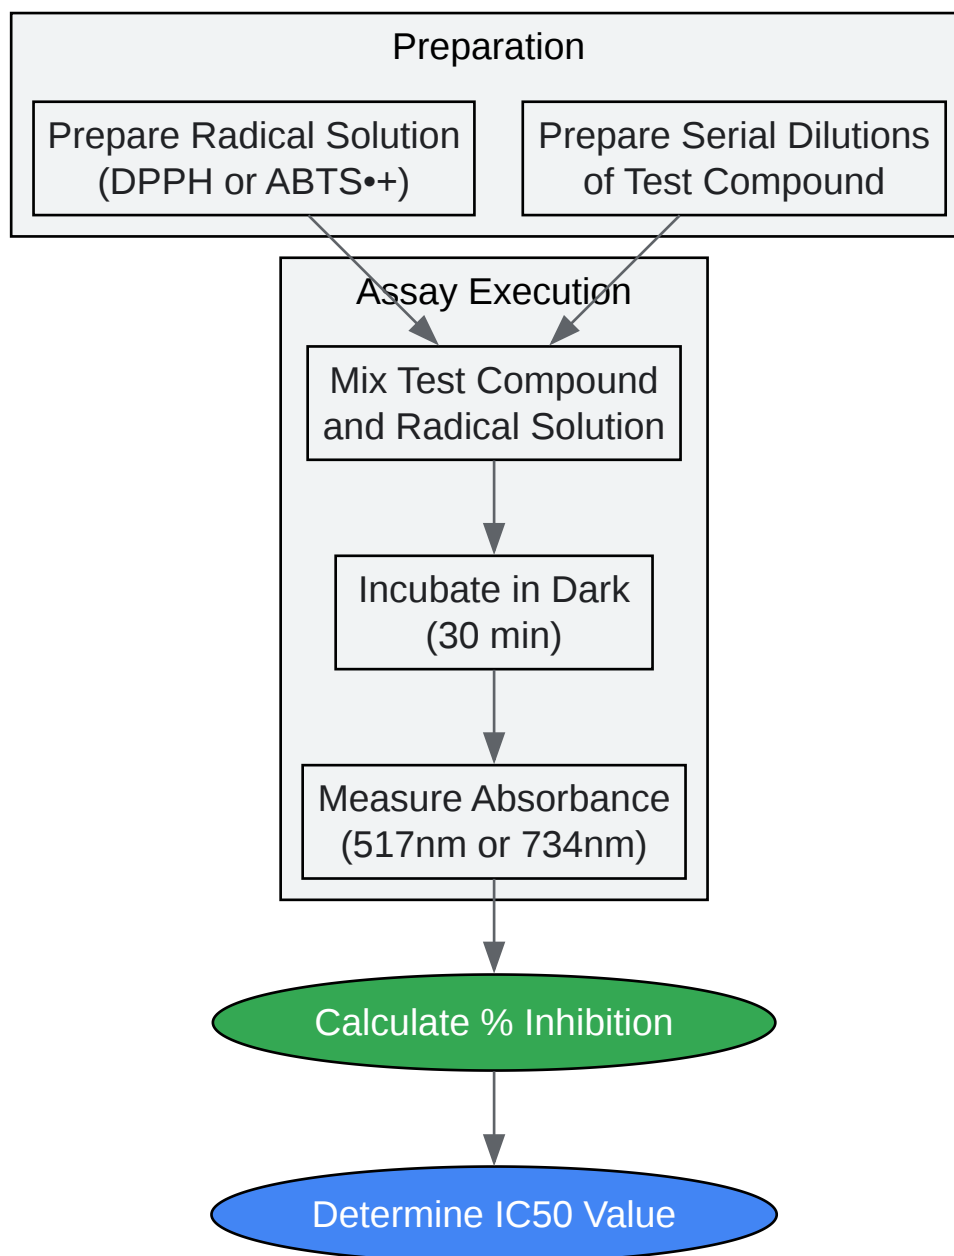 Preparation
Prepare Radical Solution
(DPPH or ABTS•+)
Prepare Serial Dilutions
of Test Compound
Assay Execution
Mix Test Compound
and Radical Solution
Incubate in Dark
(30 min)
Measure Absorbance
(517nm or 734nm)
Calculate % Inhibition
Determine IC50 Value